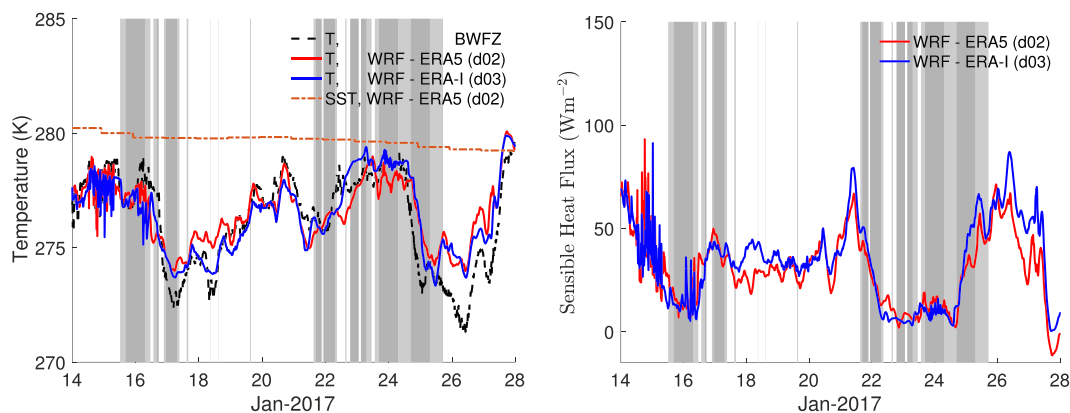 285
280
275
270
Temperature (K)
T, BWFZ
T, WRF - ERA5 (d02)
T, WRF - ERA-I (d03)
SST, WRF - ERA5 (d02)
14 16 18 20 22 24 26 28
Jan-2017
150
100
50
0
Sensible Heat Flux (Wm⁻²)
WRF - ERA5 (d02)
WRF - ERA-I (d03)
14 16 18 20 22 24 26 28
Jan-2017